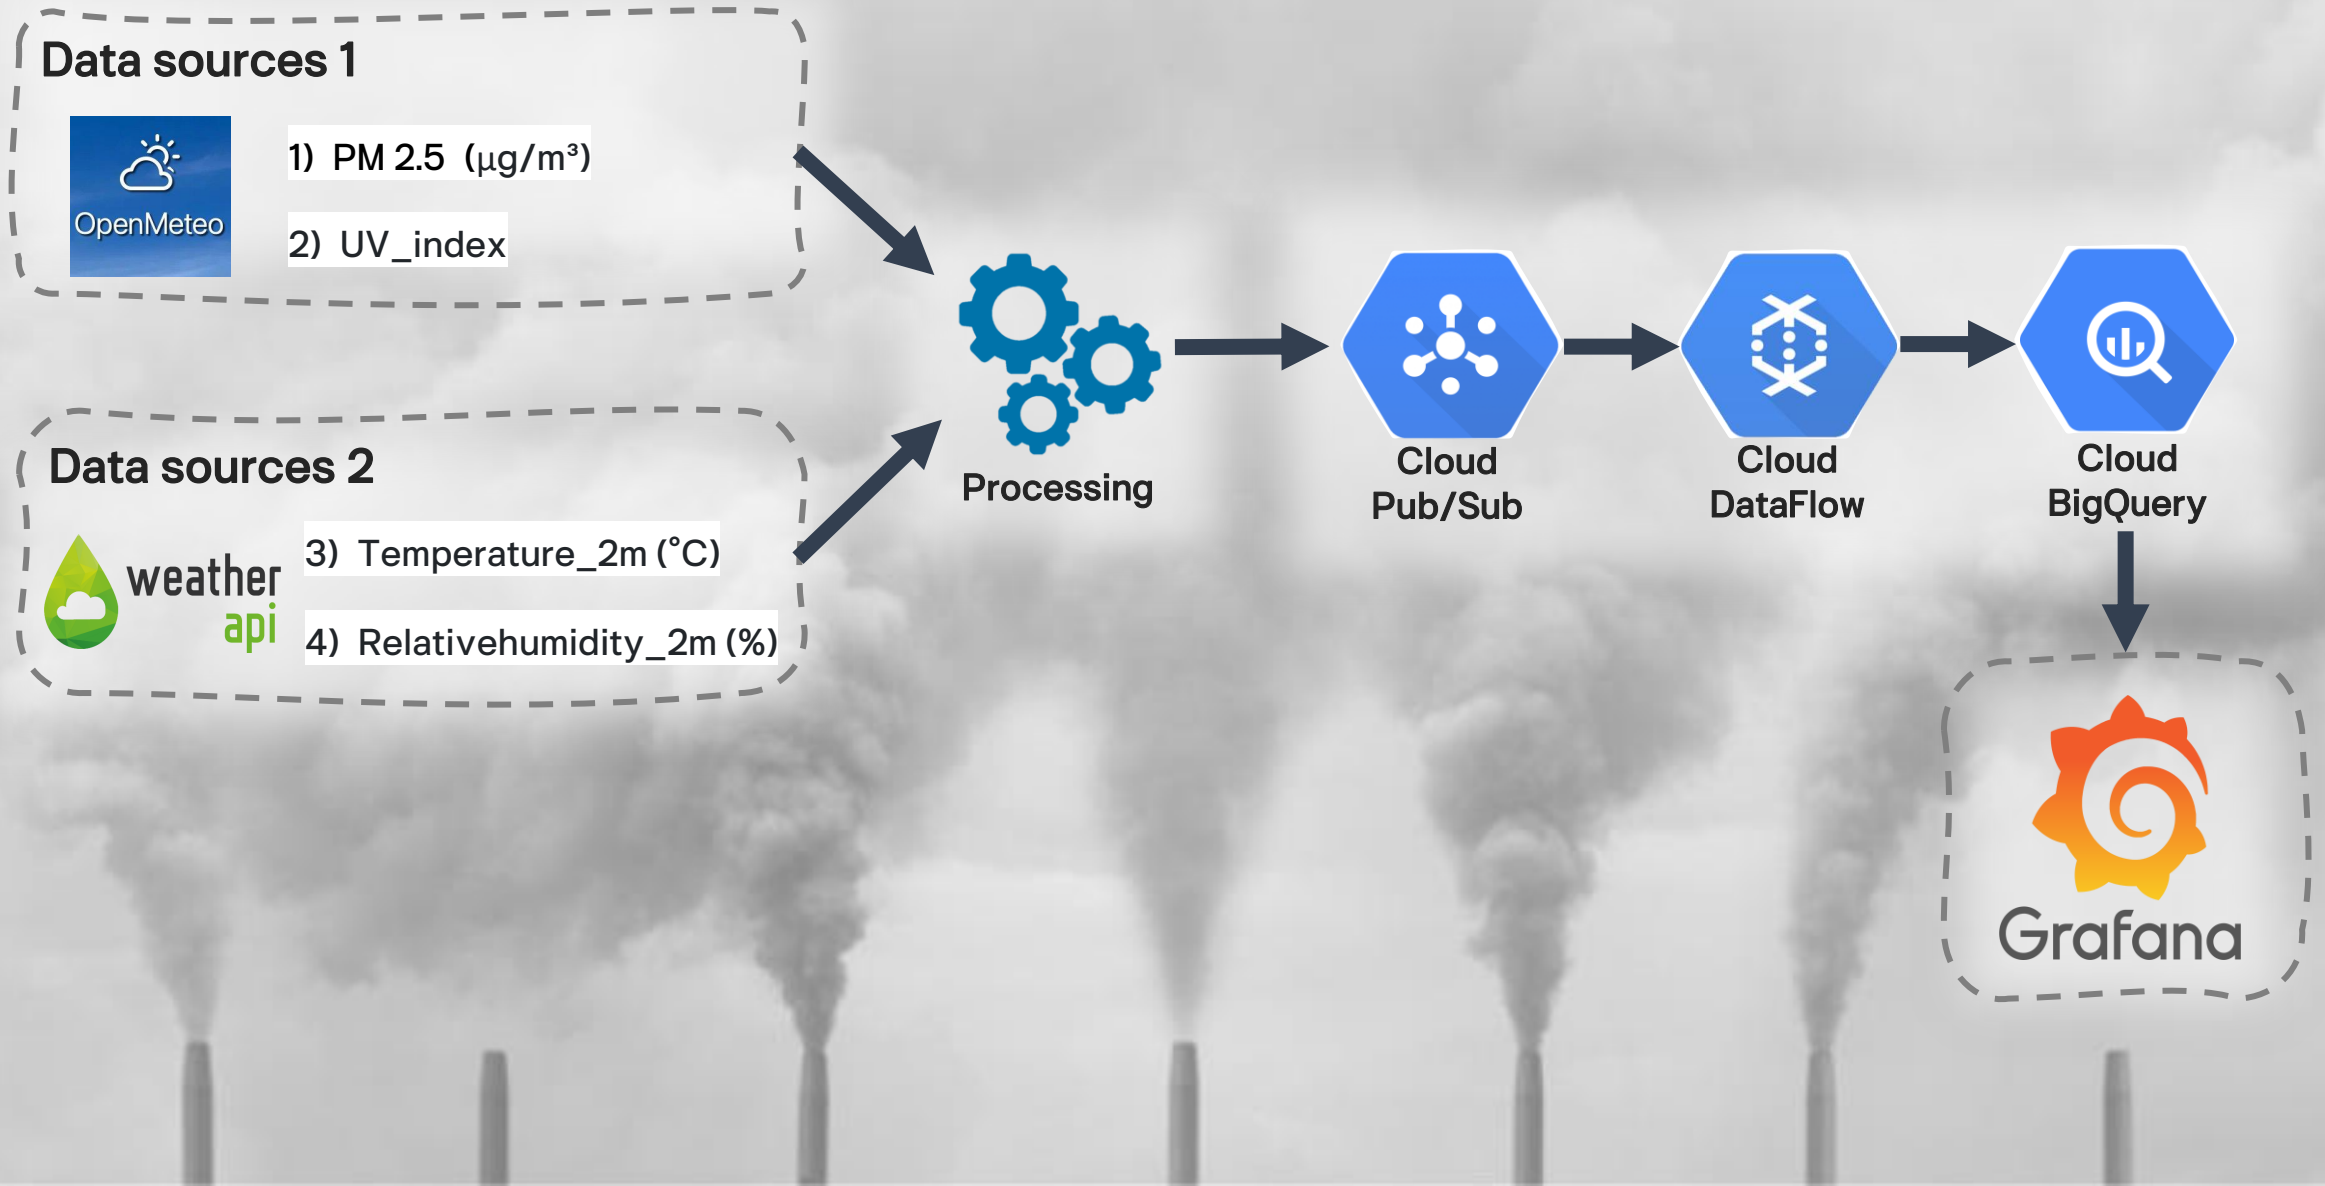 Data sources 1
OpenMeteo
1) PM 2.5 (µg/m³)
2) UV_index
Data sources 2
weather
api
3) Temperature_2m (°C)
4) Relativehumidity_2m (%)
Processing
Cloud
Pub/Sub
Cloud
DataFlow
Cloud
BigQuery
Grafana